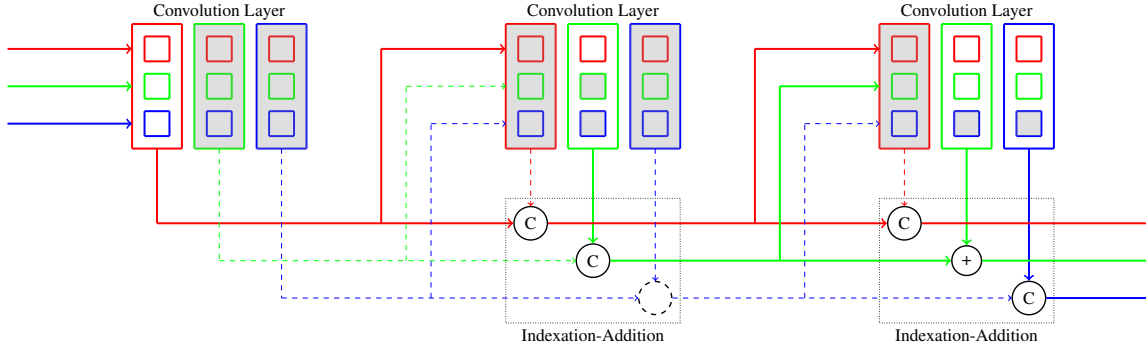 Convolution Layer
Convolution Layer
Convolution Layer
C
C
C
+
C
Indexation-Addition
Indexation-Addition